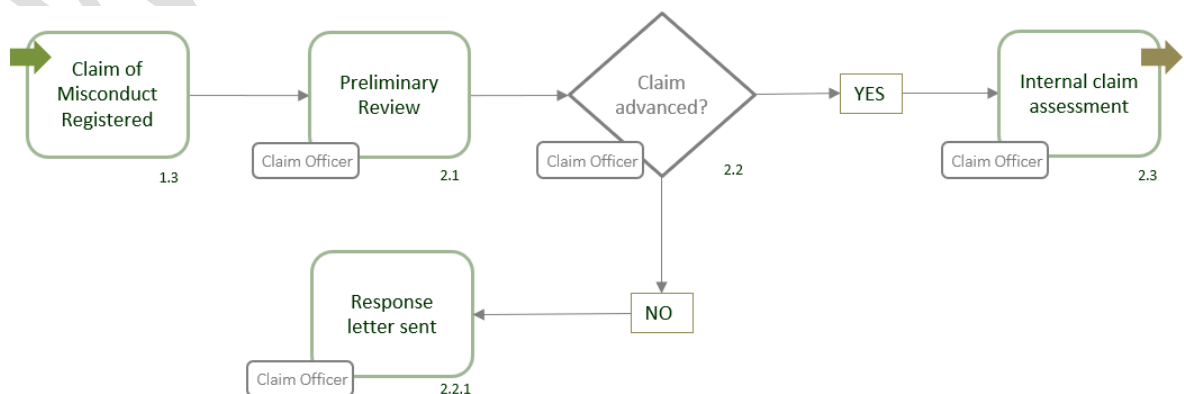 Claim of
Misconduct
Registered
1.3
Preliminary
Review
Claim Officer
2.1
Claim
advanced?
Claim Officer
2.2
YES
Internal claim
assessment
Claim Officer
2.3
Response
letter sent
Claim Officer
2.2.1
NO